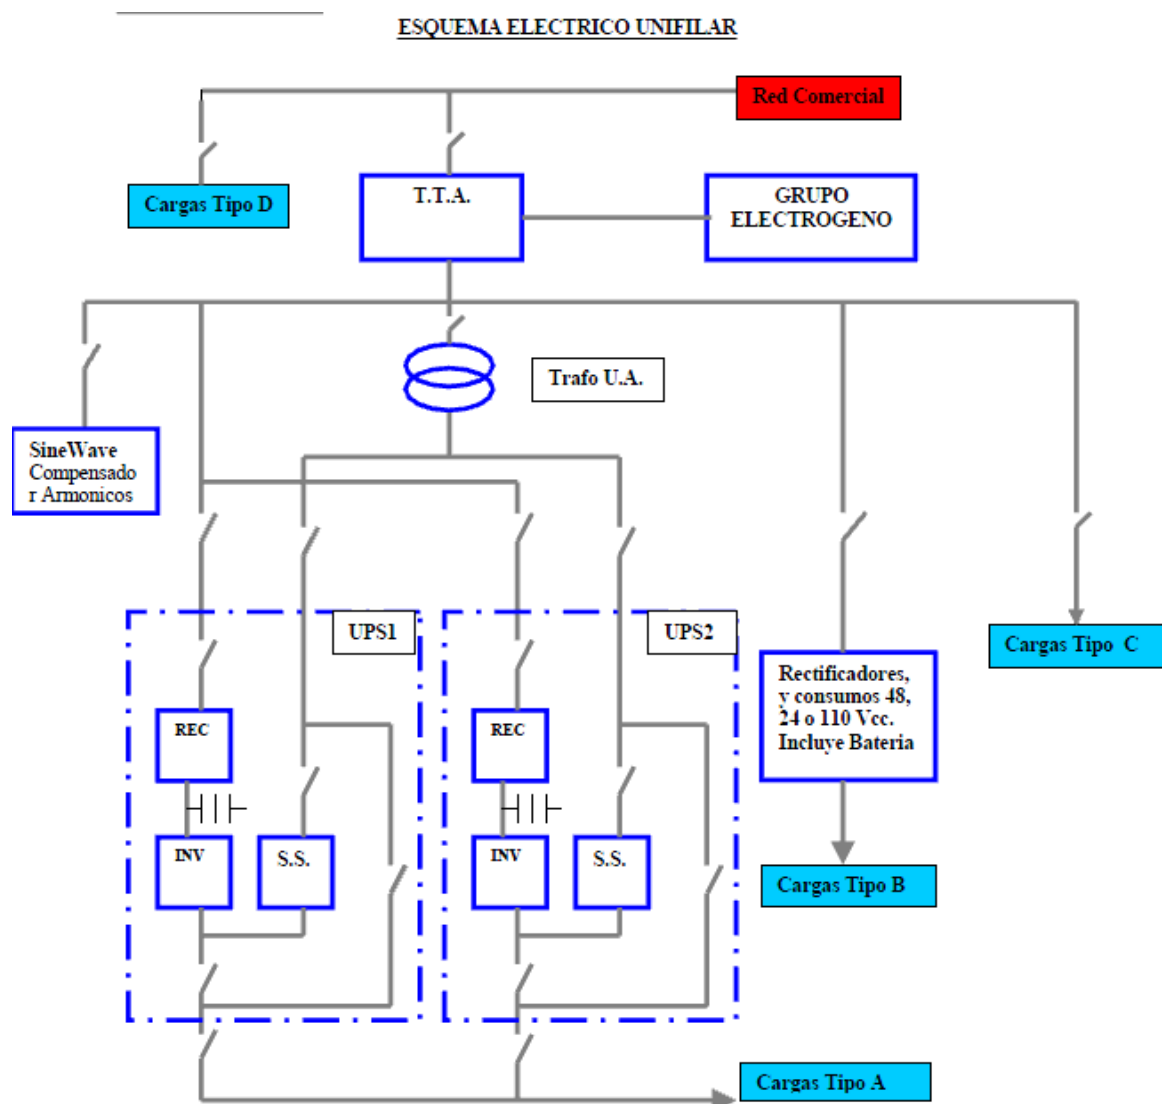 ESQUEMA ELECTRICO UNIFILAR
Red Comercial
Cargas Tipo D
T.T.A.
GRUPO
ELECTROGENO
Trafo U.A.
SineWave
Compensado
r Armonicos
UPS1
UPS2
Cargas Tipo C
Rectificadores,
y consumos 48,
24 o 110 Vcc.
Incluye Bateria
REC
REC
INV
S.S.
INV
S.S.
Cargas Tipo B
Cargas Tipo A